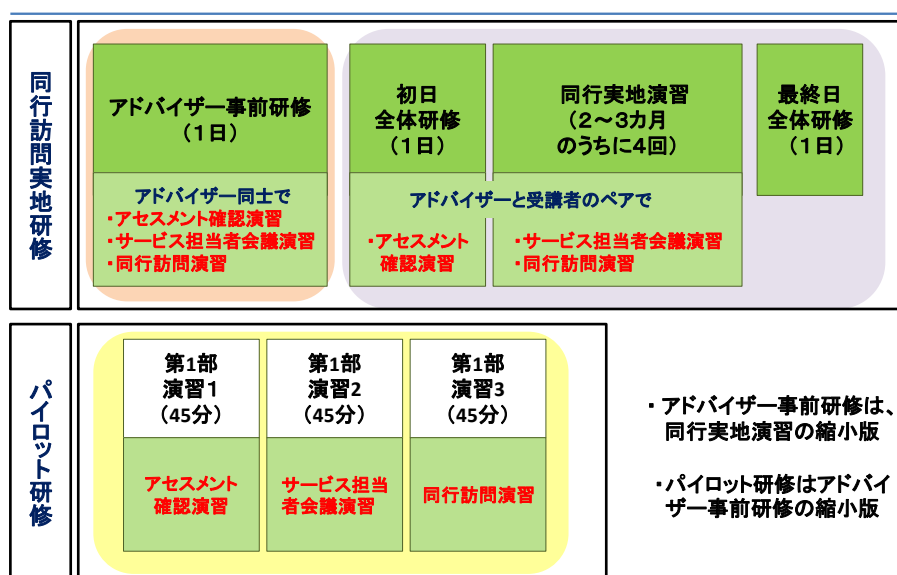 同行訪問実地研修
アドバイザー事前研修
（１日）
アドバイザー同士で
・アセスメント確認演習
・サービス担当者会議演習
・同行訪問演習
初日
全体研修
（１日）
同行実地演習
（２～３カ月
のうちに４回）
最終日
全体研修
（１日）
アドバイザーと受講者のペアで
・アセスメント
確認演習
・サービス担当者会議演習
・同行訪問演習
パイロット研修
第1部
演習１
（45分）
アセスメント
確認演習
第1部
演習2
（45分）
サービス担当
者会議演習
第1部
演習3
（45分）
同行訪問演習
・アドバイザー事前研修は、
同行実地演習の縮小版
・パイロット研修はアドバイ
ザー事前研修の縮小版